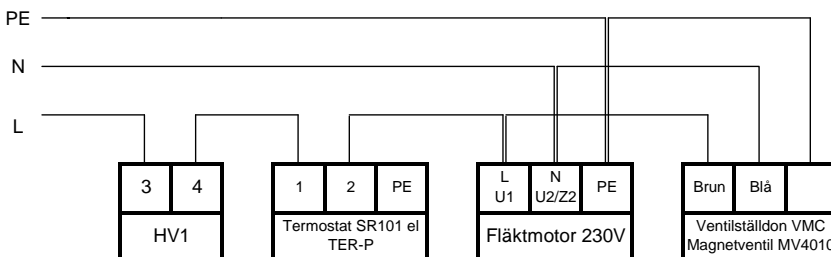 PE
N
L
3 4
HV1
1 2 PE
Termostat SR101 el
TER-P
L N PE
U1 U2/Z2
Fläktmotor 230V
Brun Blå
Ventilställdon VMC
Magnetventil MV4010